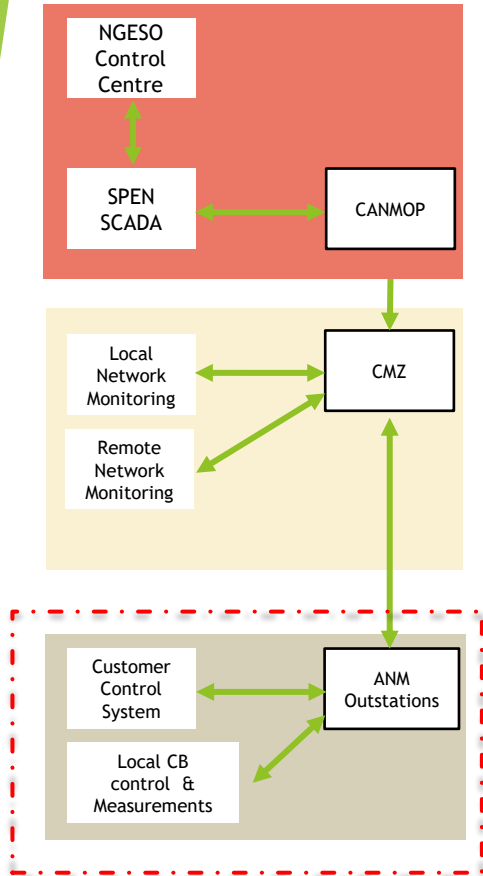 NGESO
Control
Centre
SPEN
SCADA
CANMOP
Local
Network
Monitoring
CMZ
Remote
Network
Monitoring
Customer
Control
System
ANM
Outstations
Local CB
control & 
Measurements